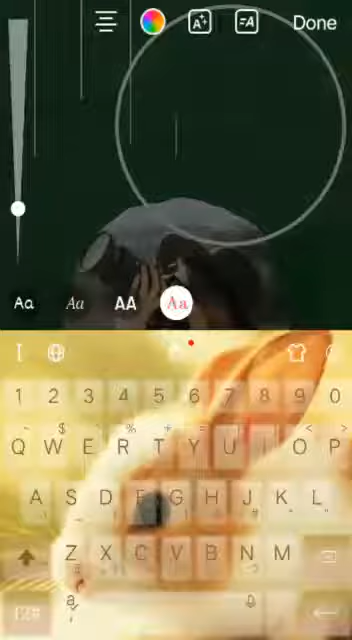 Done
Aa Aa AA Aa
1 2 3 4 5 6 7 8 9 0
Q W E R T Y U I O P
A S D F G H J K L
Z X C V B N M